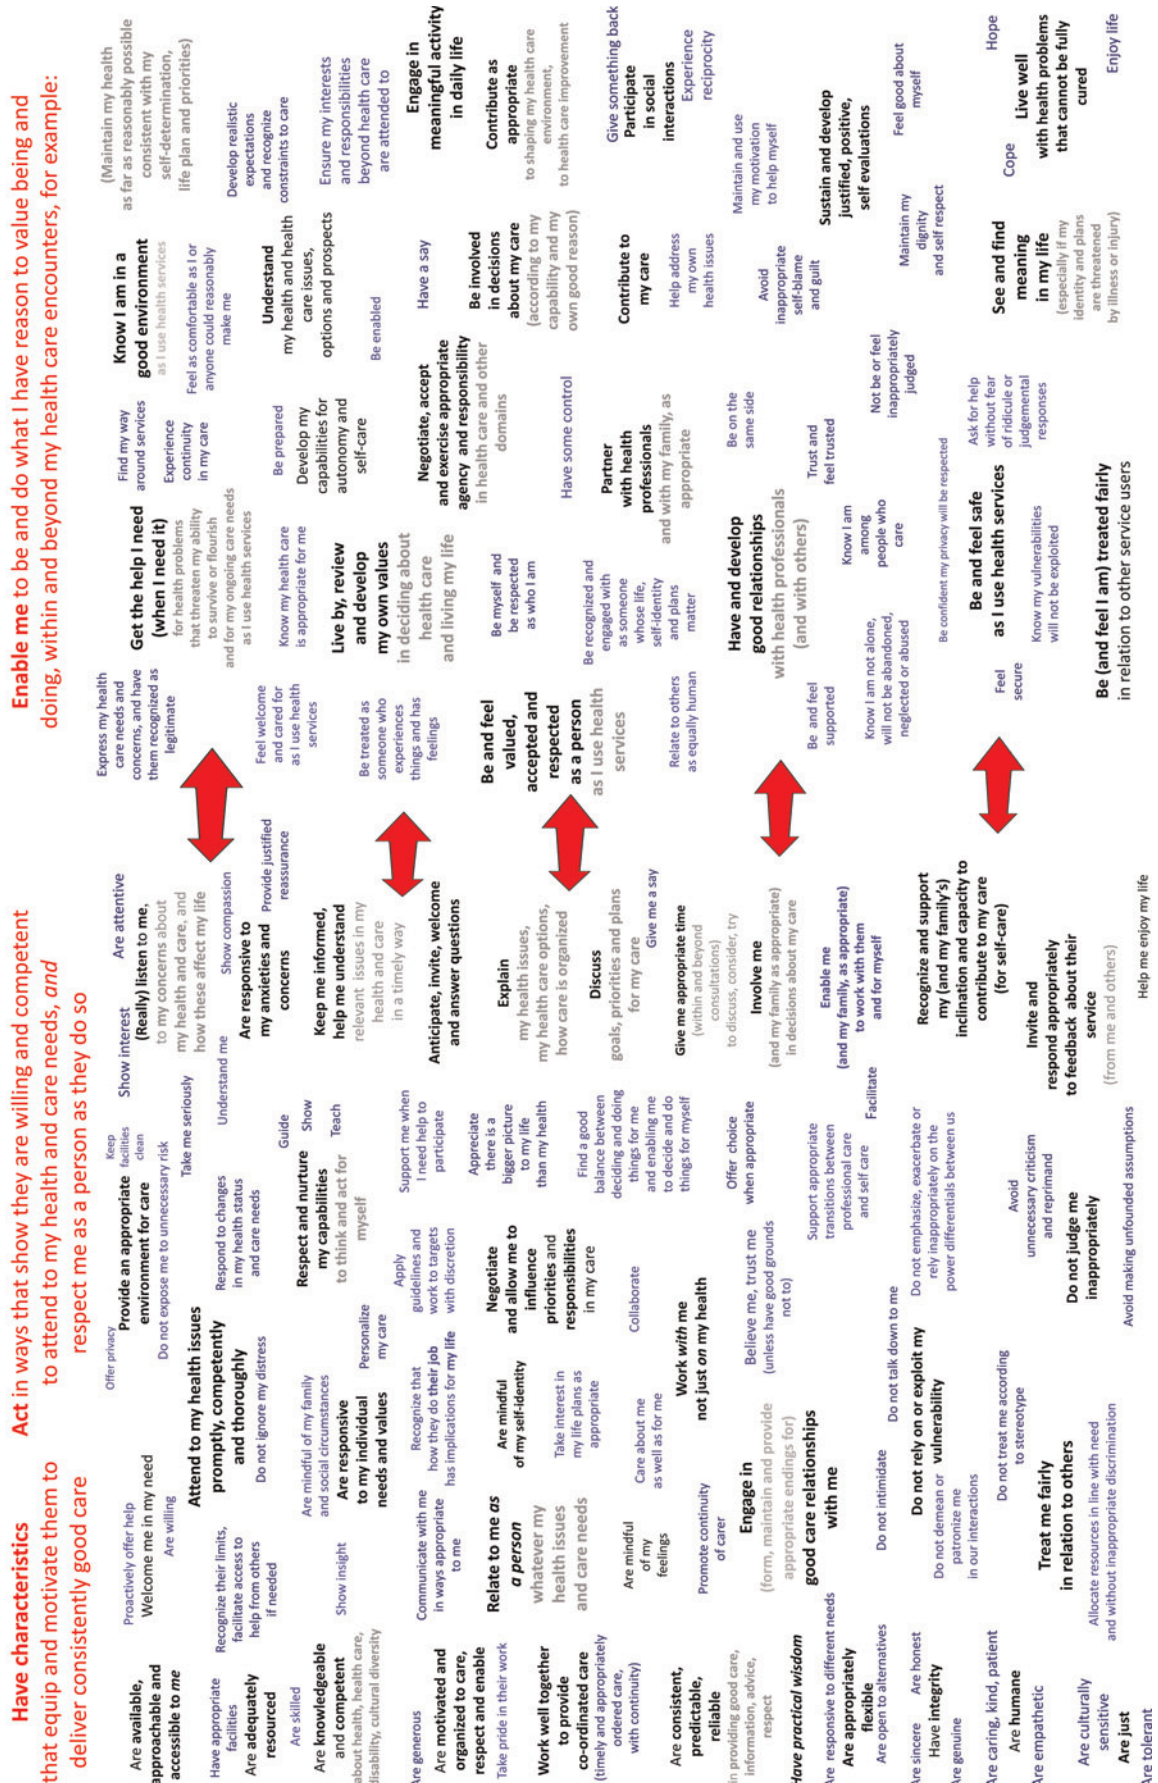 Have characteristics
that equip and motivate them to
deliver consistently good care
Are available,
approachable and
accessible to me
Have appropriate
facilities
Are adequately
resourced
Are skilled
Are knowledgeable
and competent
about health, health care,
disability, cultural diversity
Are generous
Are motivated and
organized to care,
respect and enable
Take pride in their work
Work well together
to provide
co-ordinated care
(timely and appropriately
ordered care,
with continuity)
Are consistent,
predictable,
reliable
in providing good care,
information, advice,
respect
Have practical wisdom
Are responsive to different needs
Are appropriately
flexible
Are open to alternatives
Are sincere
Are honest
Have integrity
Are genuine
Are caring, kind, patient
Are humane
Are empathetic
Are culturally
sensitive
Are just
Are tolerant
Act in ways that show they are willing and competent
to attend to my health and care needs, and
respect me as a person as they do so
Proactively offer help
Welcome me in my need
Are willing
Recognize their limits,
facilitate access to
help from others
if needed
Show insight
Communicate with me
in ways appropriate
to me
Relate to me as
a person
whatever my
health issues
and care needs
Are mindful
of my
feelings
Promote continuity
of carer
Engage in
(form, maintain and provide
appropriate endings for)
good care relationships
with me
Do not intimidate
Do not rely on or exploit my
vulnerability
Do not demean or
patronize me
in our interactions
Do not treat me according
to stereotype
Treat me fairly
in relation to others
Allocate resources in line with need
and without inappropriate discrimination
Offer privacy
Provide an appropriate
environment for care
Keep
facilities
clean
Do not expose me to unnecessary risk
Attend to my health issues
promptly, competently
and thoroughly
Do not ignore my distress
Respond to changes
in my health status
and care needs
Take me seriously
Are mindful of my family
and social circumstances
Are responsive
to my individual
needs and values
Personalize
my care
Respect and nurture
my capabilities
to think and act for
myself
Guide
Show
Teach
Recognize that
how they do their job
has implications for my life
Apply
guidelines and
work to targets
with discretion
Support me when
I need help to
participate
Are mindful
of my self-identity
Take interest in
my life plans as
appropriate
Negotiate
and allow me to
influence
priorities and
responsibilities
in my care
Appreciate
there is a
bigger picture
to my life
than my health
Find a good
balance between
deciding and doing
things for me
and enabling me
to decide and do
things for myself
Care about me
as well as for me
Collaborate
Work with me
not just on my health
Believe me, trust me
(unless have good grounds
not to)
Offer choice
when appropriate
Support appropriate
transitions between
professional care
and self care
Facilitate
Do not talk down to me
Do not emphasize, exacerbate or
rely inappropriately on the
power differentials between us
Avoid
unnecessary criticism
and reprimand
Do not judge me
inappropriately
Avoid making unfounded assumptions
Show interest
Are attentive
(Really) listen to me,
to my concerns about
my health and care, and
how these affect my life
Understand me
Show compassion
Are responsive to
my anxieties and
concerns
Provide justified
reassurance
Keep me informed,
help me understand
relevant issues in my
health and care
in a timely way
Anticipate, invite, welcome
and answer questions
Explain
my health issues,
my health care options,
how care is organized
Discuss
goals, priorities and plans
for my care
Give me a say
Give me appropriate time
(within and beyond
consultations)
to discuss, consider, try
Involve me
(and my family as appropriate)
in decisions about my care
Enable me
(and my family, as appropriate)
to work with them
and for myself
Recognize and support
my (and my family's)
inclination and capacity to
contribute to my care
(for self-care)
Invite and
respond appropriately
to feedback about their
service
(from me and others)
Help me enjoy my life
Enable me to be and do what I have reason to value being and
doing, within and beyond my health care encounters, for example:
Express my health
care needs and
concerns, and have
them recognized as
legitimate
Feel welcome
and cared for
as I use health
services
Be treated as
someone who
experiences
things and has
feelings
Be and feel
valued,
accepted and
respected
as a person
as I use health
services
Relate to others
as equally human
Be and feel
supported
Know I am not alone,
will not be abandoned,
neglected or abused
Feel
secure
Get the help I need
(when I need it)
for health problems
that threaten my ability
to survive or flourish
and for my ongoing care needs
as I use health services
Know my health care
is appropriate for me
Live by, review
and develop
my own values
in deciding about
health care
and living my life
Be myself and
be respected
as who I am
Be recognized and
engaged with
as someone
whose life,
self-identity
and plans
matter
Have and develop
good relationships
with health professionals
(and with others)
Know I am
among
people who
care
Be confident my privacy will be respected
Be and feel safe
as I use health services
Know my vulnerabilities
will not be exploited
Be (and feel I am) treated fairly
in relation to other service users
Find my way
around services
Experience
continuity
in my care
Be prepared
Develop my
capabilities for
autonomy and
self-care
Negotiate, accept
and exercise appropriate
agency and responsibility
in health care and other
domains
Have some control
Partner
with health
professionals
and with my family, as
appropriate
Be on the
same side
Trust and
feel trusted
Not be or feel
inappropriately
judged
Ask for help
without fear
of ridicule or
judgemental
responses
Know I am in a
good environment
as I use health services
Feel as comfortable as I or
anyone could reasonably
make me
Understand
my health and health
care issues,
options and prospects
Be enabled
Have a say
Be involved
in decisions
about my care
(according to my
capability and my
own good reason)
Contribute to
my care
Help address
my own
health issues
Avoid
inappropriate
self-blame
and guilt
Maintain my
dignity
and self respect
See and find
meaning
in my life
(especially if my
identity and plans
are threatened
by illness or injury)
(Maintain my health
as far as reasonably possible
consistent with my
self-determination,
life plan and priorities)
Develop realistic
expectations
and recognize
constraints to care
Ensure my interests
and responsibilities
beyond health care
are attended to
Engage in
meaningful activity
in daily life
Contribute as
appropriate
to shaping my health care
environment,
to health care improvement
Give something back
Participate
in social
interactions
Experience
reciprocity
Maintain and use
my motivation
to help myself
Sustain and develop
justified, positive,
self evaluations
Feel good about
myself
Cope
Hope
Live well
with health problems
that cannot be fully
cured
Enjoy life